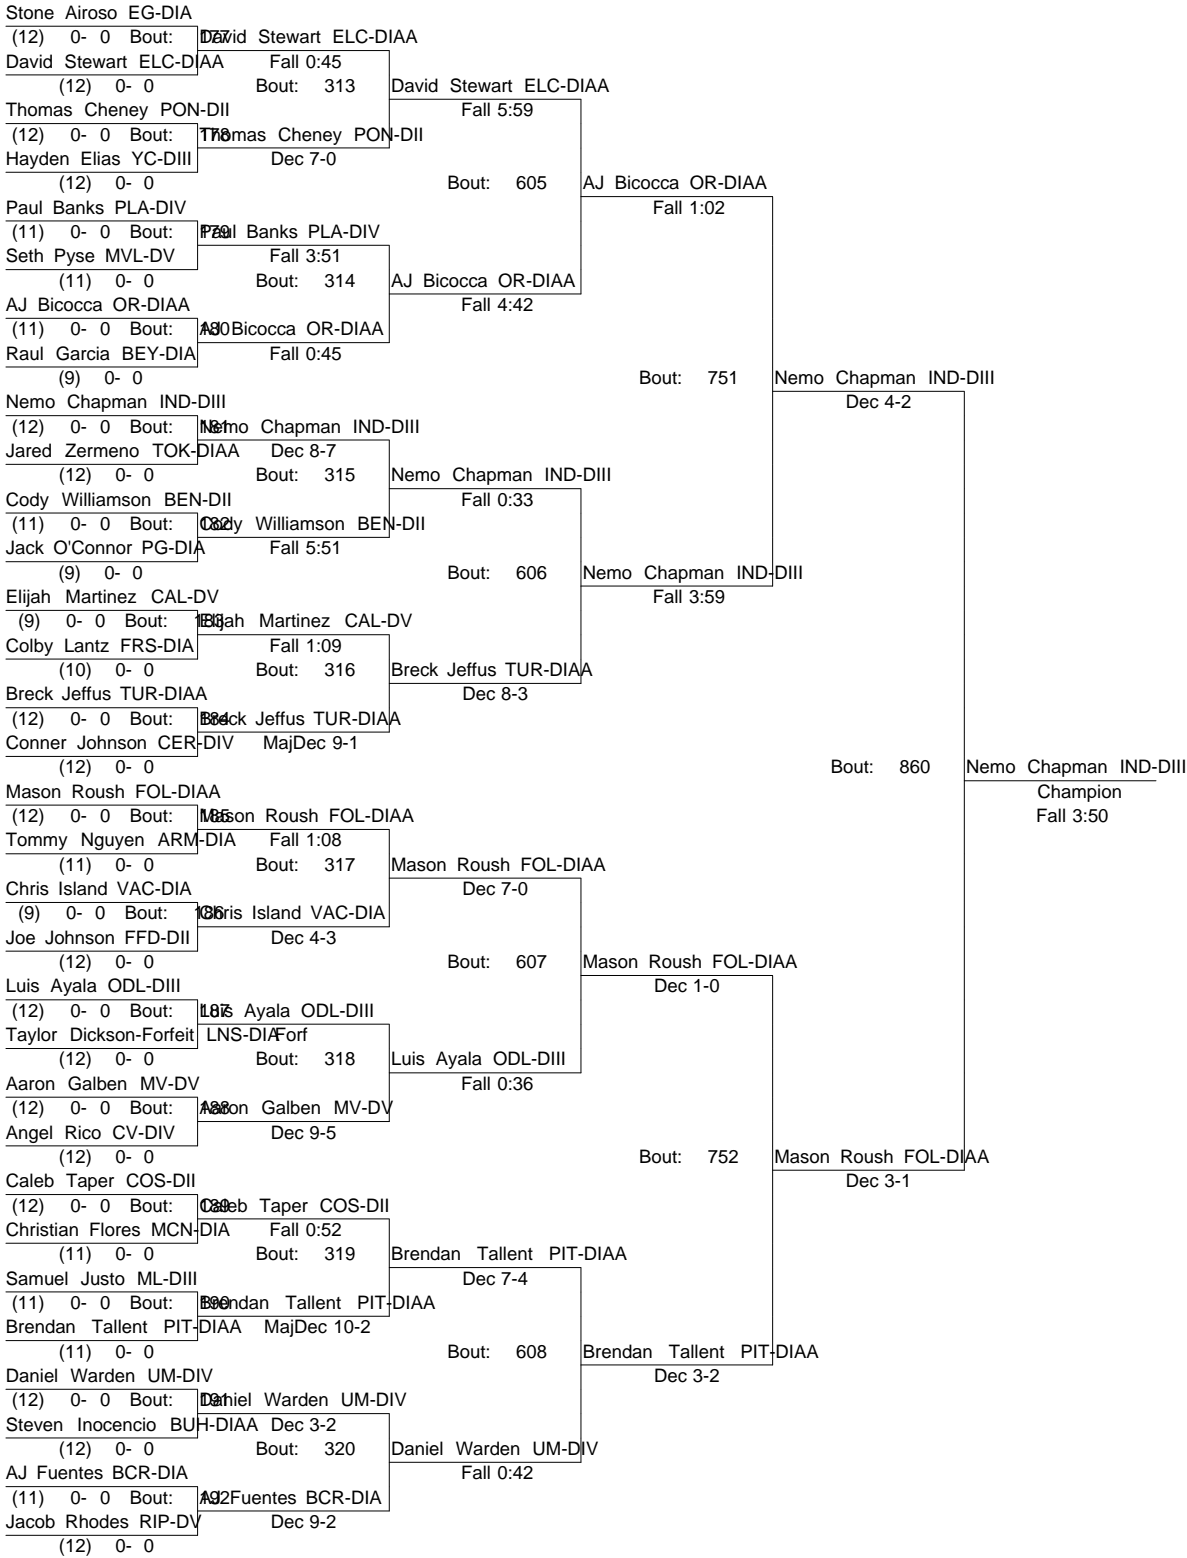 Stone Airoso EG-DIA
(12) 0- 0 Bout: 177 David Stewart ELC-DIAA
David Stewart ELC-DIAA Fall 0:45
(12) 0- 0 Bout: 313 David Stewart ELC-DIAA
Thomas Cheney PON-DII Fall 5:59
(12) 0- 0 Bout: 178 Thomas Cheney PON-DII
Hayden Elias YC-DIII Dec 7-0
(12) 0- 0 Bout: 605 AJ Bicocca OR-DIAA
Paul Banks PLA-DIV Fall 1:02
(11) 0- 0 Bout: 179 Paul Banks PLA-DIV
Seth Pyse MVL-DV Fall 3:51
(11) 0- 0 Bout: 314 AJ Bicocca OR-DIAA
AJ Bicocca OR-DIAA Fall 4:42
(11) 0- 0 Bout: 180 AJ Bicocca OR-DIAA
Raul Garcia BEY-DIA Fall 0:45
(9) 0- 0 Bout: 751 Nemo Chapman IND-DIII
Nemo Chapman IND-DIII Dec 4-2
(12) 0- 0 Bout: 181 Nemo Chapman IND-DIII
Jared Zermeno TOK-DIAA Dec 8-7
(12) 0- 0 Bout: 315 Nemo Chapman IND-DIII
Cody Williamson BEN-DII Fall 0:33
(11) 0- 0 Bout: 182 Cody Williamson BEN-DII
Jack O'Connor PG-DIA Fall 5:51
(9) 0- 0 Bout: 606 Nemo Chapman IND-DIII
Elijah Martinez CAL-DV Fall 3:59
(9) 0- 0 Bout: 183 Elijah Martinez CAL-DV
Colby Lantz FRS-DIA Fall 1:09
(10) 0- 0 Bout: 316 Breck Jeffus TUR-DIAA
Breck Jeffus TUR-DIAA Dec 8-3
(12) 0- 0 Bout: 184 Breck Jeffus TUR-DIAA
Conner Johnson CER-DIV MajDec 9-1
(12) 0- 0 Bout: 860 Nemo Chapman IND-DIII
Mason Roush FOL-DIAA Champion
(12) 0- 0 Bout: 185 Mason Roush FOL-DIAA Fall 3:50
Tommy Nguyen ARM-DIA Fall 1:08
(11) 0- 0 Bout: 317 Mason Roush FOL-DIAA
Chris Island VAC-DIA Dec 7-0
(9) 0- 0 Bout: 186 Chris Island VAC-DIA
Joe Johnson FFD-DII Dec 4-3
(12) 0- 0 Bout: 607 Mason Roush FOL-DIAA
Luis Ayala ODL-DIII Dec 1-0
(12) 0- 0 Bout: 187 Luis Ayala ODL-DIII
Taylor Dickson-Forfeit LNS-DIA Forf
(12) 0- 0 Bout: 318 Luis Ayala ODL-DIII
Aaron Galben MV-DV Fall 0:36
(12) 0- 0 Bout: 188 Aaron Galben MV-DV
Angel Rico CV-DIV Dec 9-5
(12) 0- 0 Bout: 752 Mason Roush FOL-DIAA
Caleb Taper COS-DII Dec 3-1
(12) 0- 0 Bout: 189 Caleb Taper COS-DII
Christian Flores MCN-DIA Fall 0:52
(11) 0- 0 Bout: 319 Brendan Tallent PIT-DIAA
Samuel Justo ML-DIII Dec 7-4
(11) 0- 0 Bout: 190 Brendan Tallent PIT-DIAA
Brendan Tallent PIT-DIAA MajDec 10-2
(11) 0- 0 Bout: 608 Brendan Tallent PIT-DIAA
Daniel Warden UM-DIV Dec 3-2
(12) 0- 0 Bout: 191 Daniel Warden UM-DIV
Steven Inocencio BUH-DIAA Dec 3-2
(12) 0- 0 Bout: 320 Daniel Warden UM-DIV
AJ Fuentes BCR-DIA Fall 0:42
(11) 0- 0 Bout: 192 AJ Fuentes BCR-DIA
Jacob Rhodes RIP-DV Dec 9-2
(12) 0- 0